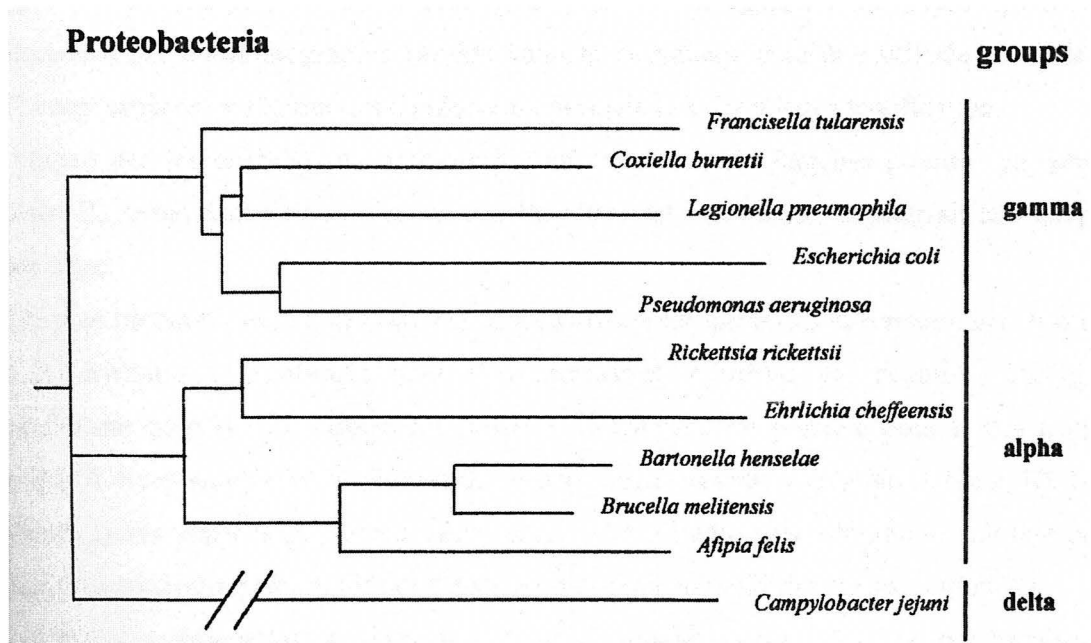 Proteobacteria
groups
Francisella tularensis
Coxiella burnetii
Legionella pneumophila
gamma
Escherichia coli
Pseudomonas aeruginosa
Rickettsia rickettsii
Ehrlichia cheffeensis
Bartonella henselae
alpha
Brucella melitensis
Afipia felis
Campylobacter jejuni
delta